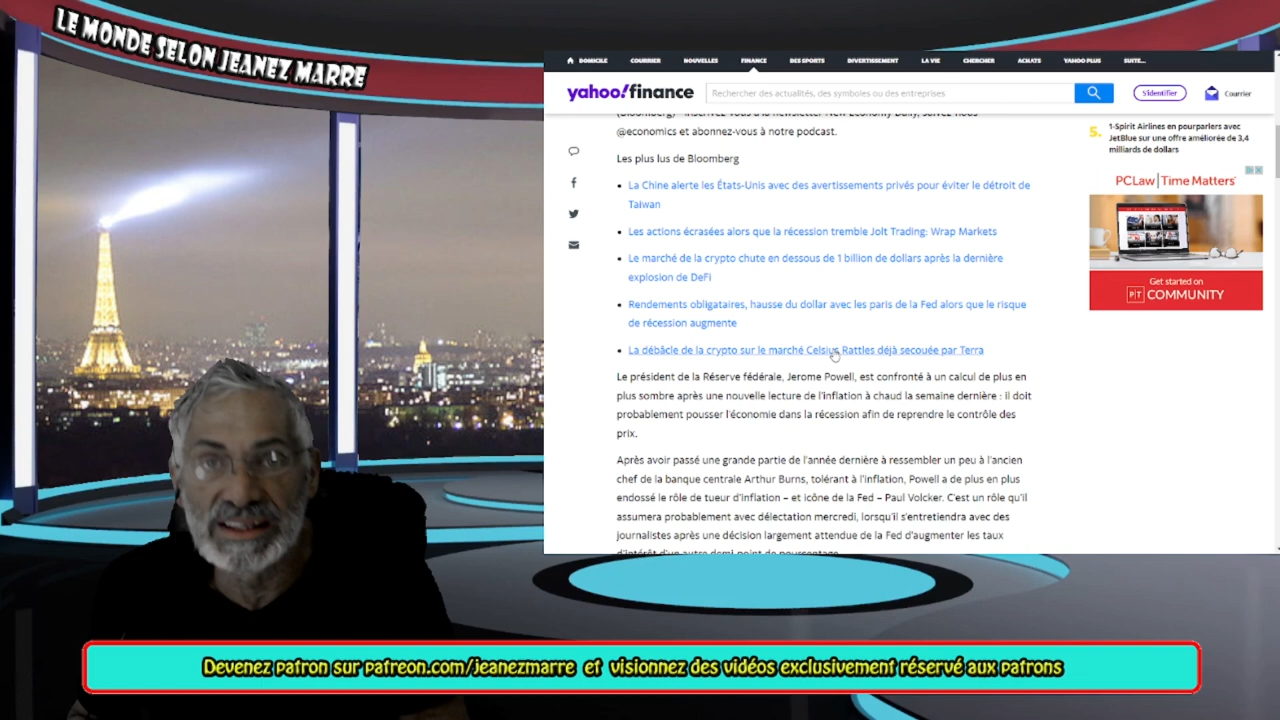 LE MONDE SELON JEANEZ MARRE
DOMICILE COURRIER NOUVELLES FINANCE DES SPORTS DIVERTISSEMENT LA VIE CHERCHER ACHATS YAHOO PLUS SUITE...
yahoo!finance
Rechercher des actualités, des symboles ou des entreprises
S'identifier
Courrier
@economics et abonnez-vous à notre podcast.
Les plus lus de Bloomberg
La Chine alerte les États-Unis avec des avertissements privés pour éviter le détroit de
Taiwan
Les actions écrasées alors que la récession tremble Jolt Trading: Wrap Markets
Le marché de la crypto chute en dessous de 1 billion de dollars après la dernière
explosion de DeFi
Rendements obligataires, hausse du dollar avec les paris de la Fed alors que le risque
de récession augmente
La débâcle de la crypto sur le marché Celsius Rattles déjà secouée par Terra
Le président de la Réserve fédérale, Jerome Powell, est confronté à un calcul de plus en
plus sombre après une nouvelle lecture de l'inflation à chaud la semaine dernière : il doit
probablement pousser l'économie dans la récession afin de reprendre le contrôle des
prix.
Après avoir passé une grande partie de l'année dernière à ressembler un peu à l'ancien
chef de la banque centrale Arthur Burns, tolérant à l'inflation, Powell a de plus en plus
endossé le rôle de tueur d'inflation – et icône de la Fed – Paul Volcker. C'est un rôle qu'il
assumera probablement avec délectation mercredi, lorsqu'il s'entretiendra avec des
journalistes après une décision largement attendue de la Fed d'augmenter les taux
d'intérêt d'un autre demi-point de pourcentage.
5. 1-Spirit Airlines en pourparlers avec
JetBlue sur une offre améliorée de 3,4
milliards de dollars
PCLaw | Time Matters
Get started on
PT COMMUNITY
Devenez patron sur patreon.com/jeanezmarre et visionnez des vidéos exclusivement réservé aux patrons